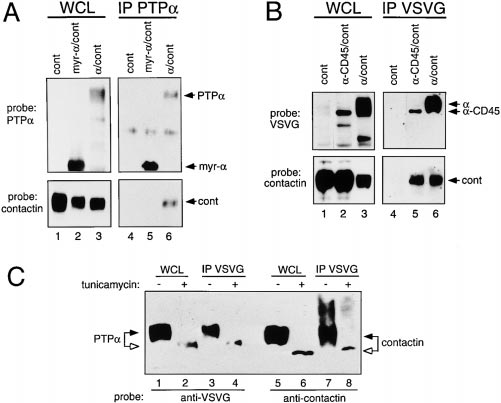 A
WCL
IP PTPα
cont
myr-α/cont
α/cont
cont
myr-α/cont
α/cont
probe:
PTPα
PTPα
myr-α
probe:
contactin
cont
1 2 3 4 5 6
B
WCL
IP VSVG
cont
α-CD45/cont
α/cont
cont
α-CD45/cont
α/cont
probe:
VSVG
α
α-CD45
probe:
contactin
cont
1 2 3 4 5 6
C
WCL IP VSVG WCL IP VSVG
tunicamycin: - + - + - + - +
PTPα
contactin
1 2 3 4 5 6 7 8
probe: anti-VSVG anti-contactin